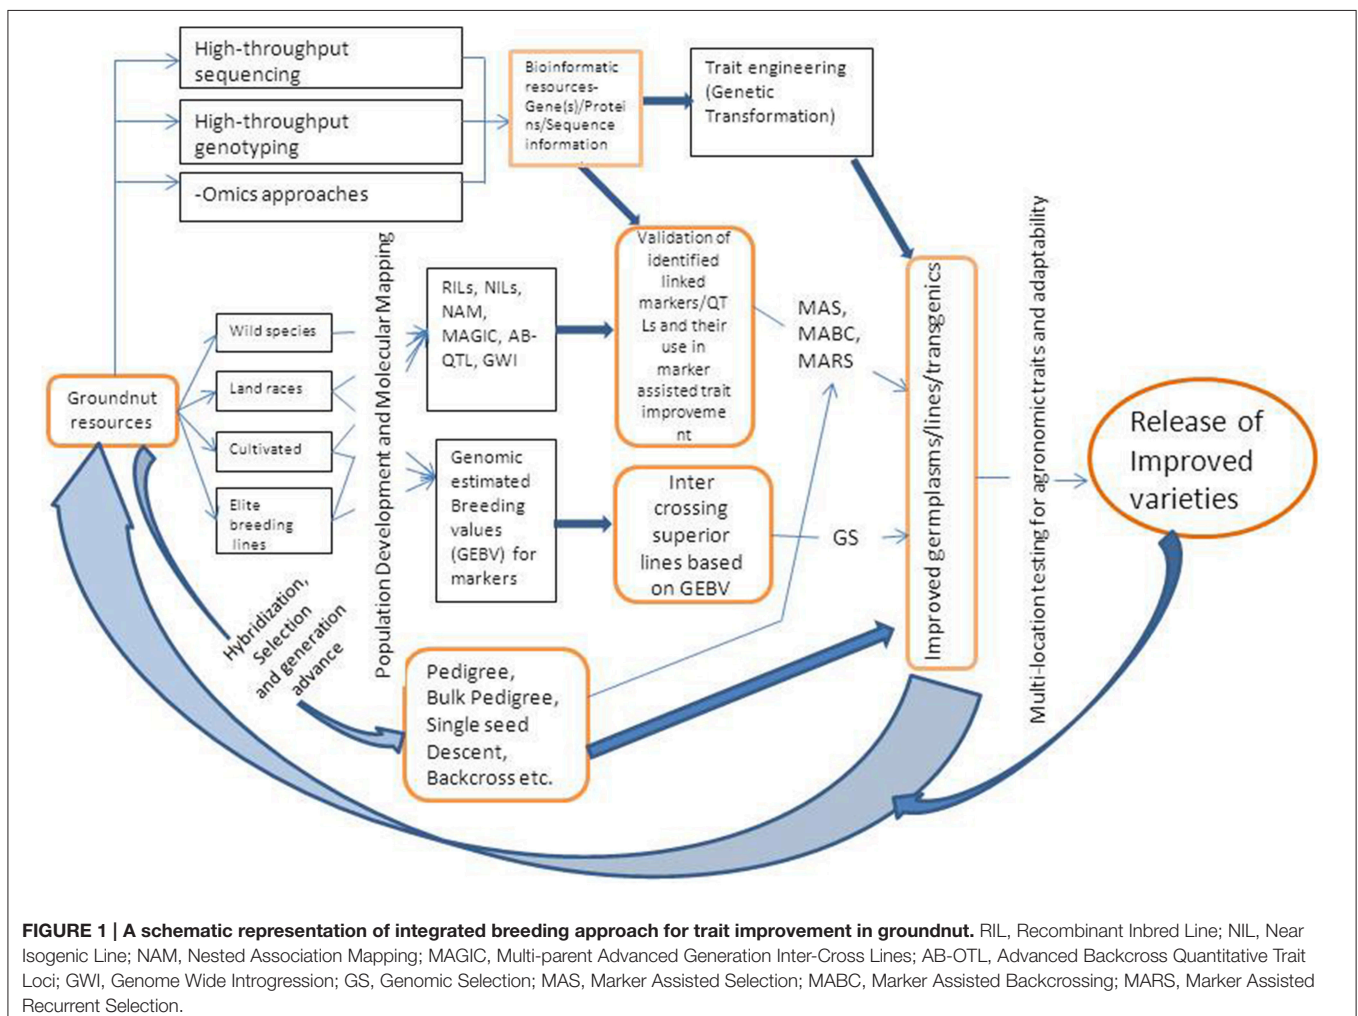 High-throughput
sequencing
High-throughput
genotyping
-Omics approaches
Bioinformatic
resources-
Gene(s)/Protei
ns/Sequence
information
Trait engineering
(Genetic
Transformation)
Groundnut
resources
Wild species
Land races
Cultivated
Elite
breeding
lines
Population Development and Molecular Mapping
RILs, NILs,
NAM,
MAGIC, AB-
QTL, GWI
Genomic
estimated
Breeding
values
(GEBV) for
markers
Validation of
identified
linked
markers/QT
Ls and their
use in
marker
assisted trait
improveme
nt
Inter
crossing
superior
lines based
on GEBV
MAS,
MABC,
MARS
GS
Hybridization,
Selection
and generation
advance
Pedigree,
Bulk Pedigree,
Single seed
Descent,
Backcross etc.
Improved germplasms/lines/transgenics
Multi-location testing for agronomic traits and adaptability
Release of
Improved
varieties
FIGURE 1 | A schematic representation of integrated breeding approach for trait improvement in groundnut. RIL, Recombinant Inbred Line; NIL, Near
Isogenic Line; NAM, Nested Association Mapping; MAGIC, Multi-parent Advanced Generation Inter-Cross Lines; AB-OTL, Advanced Backcross Quantitative Trait
Loci; GWI, Genome Wide Introgression; GS, Genomic Selection; MAS, Marker Assisted Selection; MABC, Marker Assisted Backcrossing; MARS, Marker Assisted
Recurrent Selection.